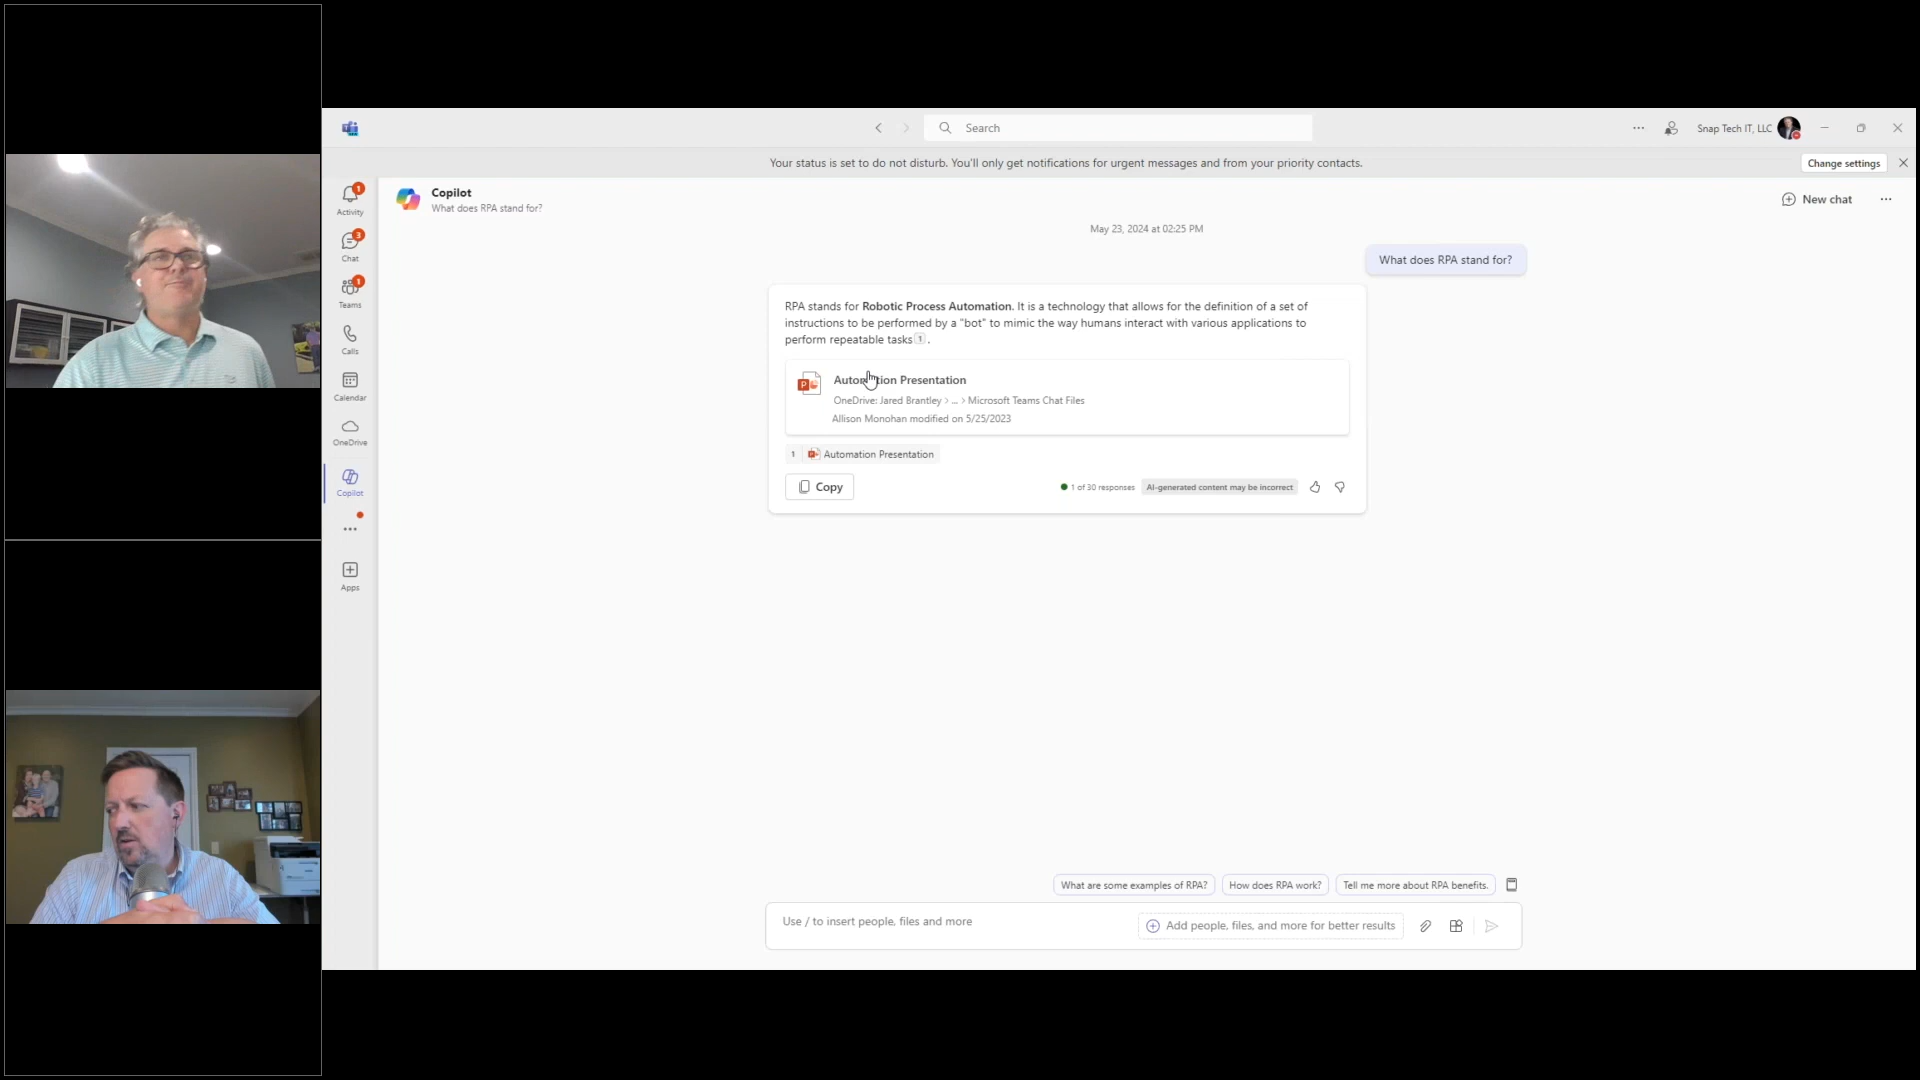 Search
Snap Tech IT, LLC
Your status is set to do not disturb. You'll only get notifications for urgent messages and from your priority contacts.
Change settings
1
Activity
3
Chat
1
Teams
Calls
Calendar
OneDrive
Copilot
Apps
Copilot
What does RPA stand for?
New chat
May 23, 2024 at 02:25 PM
What does RPA stand for?
RPA stands for Robotic Process Automation. It is a technology that allows for the definition of a set of
instructions to be performed by a "bot" to mimic the way humans interact with various applications to
perform repeatable tasks 1 .
Automation Presentation
OneDrive: Jared Brantley > ... > Microsoft Teams Chat Files
Allison Monohan modified on 5/25/2023
1 Automation Presentation
Copy
1 of 30 responses
AI-generated content may be incorrect
What are some examples of RPA?
How does RPA work?
Tell me more about RPA benefits.
Use / to insert people, files and more
Add people, files, and more for better results